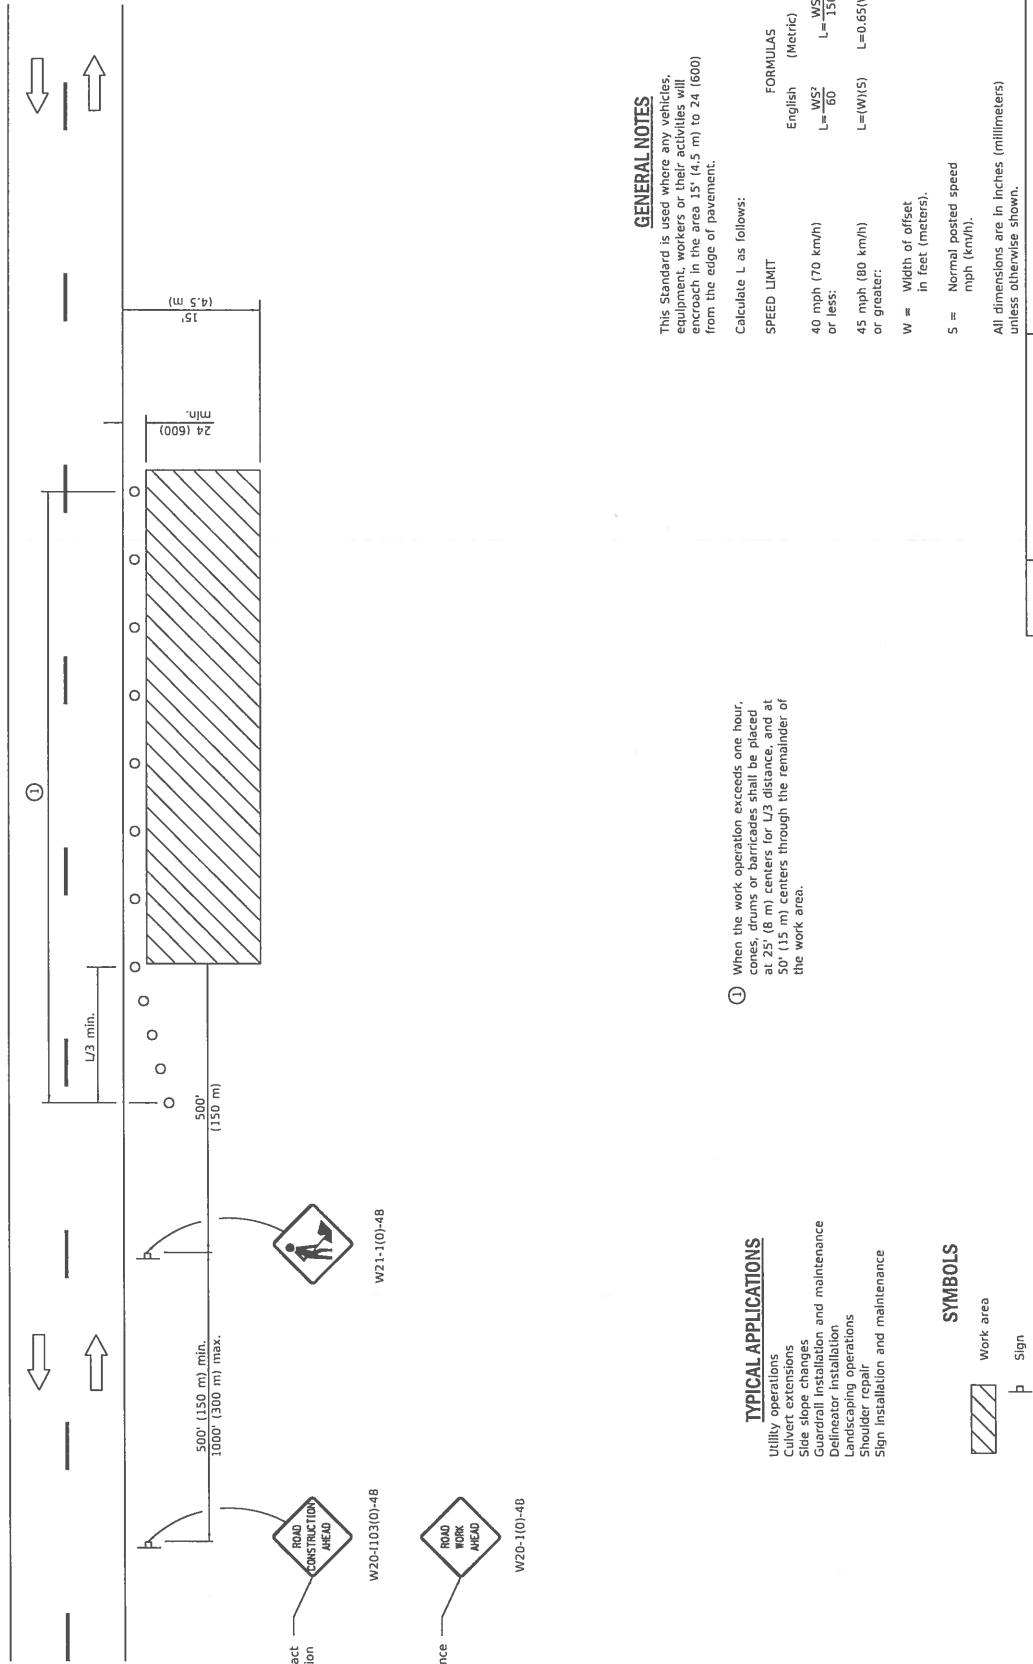 15'
(4.5 m)
24 (600)
min.
①
L/3 min.
500'
(150 m)
W21-1(O)-48
500' (150 m) min.
1000' (300 m) max.
ROAD
CONSTRUCTION
AHEAD
W20-I103(O)-48
ROAD
WORK
AHEAD
W20-1(O)-48
GENERAL NOTES
This Standard is used where any vehicles,
equipment, workers or their activities will
encroach in the area 15' (4.5 m) to 24 (600)
from the edge of pavement.
Calculate L as follows:
SPEED LIMIT
FORMULAS
English
(Metric)
40 mph (70 km/h)
or less:
L=WS²/60
45 mph (80 km/h)
or greater:
L=(W)(S)
W = Width of offset
in feet (meters).
S = Normal posted speed
mph (km/h).
All dimensions are in inches (millimeters)
unless otherwise shown.
① When the work operation exceeds one hour,
cones, drums or barricades shall be placed
at 25' (8 m) centers for L/3 distance, and at
50' (15 m) centers through the remainder of
the work area.
TYPICAL APPLICATIONS
Utility operations
Culvert extensions
Side slope changes
Guardrail installation and maintenance
Delineator installation
Landscaping operations
Shoulder repair
Sign installation and maintenance
SYMBOLS
Work area
Sign